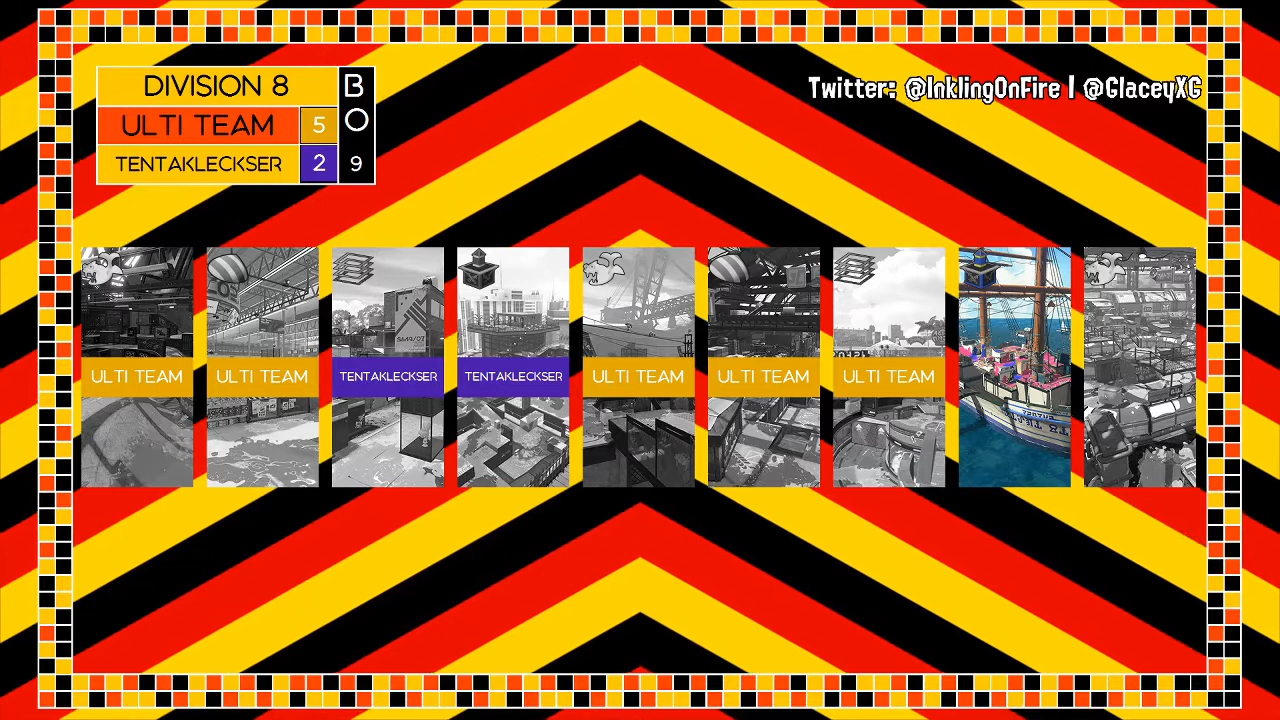 DIVISION 8
ULTI TEAM 5
TENTAKLECKSER 2
BO9
Twitter: @InklingOnFire | @GlaceyXG
ULTI TEAM
ULTI TEAM
TENTAKLECKSER
TENTAKLECKSER
ULTI TEAM
ULTI TEAM
ULTI TEAM